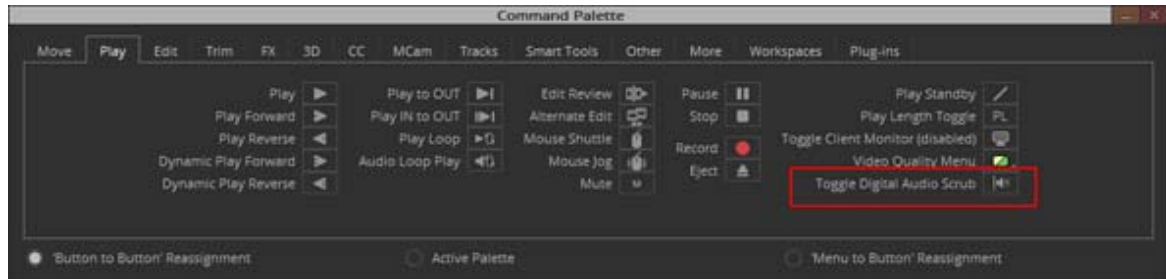 Command Palette
Move Play Edit Trim FX 3D CC MCam Tracks Smart Tools Other More Workspaces Plug-ins
Play Play to OUT Edit Review Pause Play Standby
Play Forward Play IN to OUT Alternate Edit Stop Play Length Toggle PL
Play Reverse Play Loop Mouse Shuttle Record Toggle Client Monitor (disabled)
Dynamic Play Forward Audio Loop Play Mouse Jog Eject Video Quality Menu
Dynamic Play Reverse Mute M Toggle Digital Audio Scrub
'Button to Button' Reassignment Active Palette 'Menu to Button' Reassignment